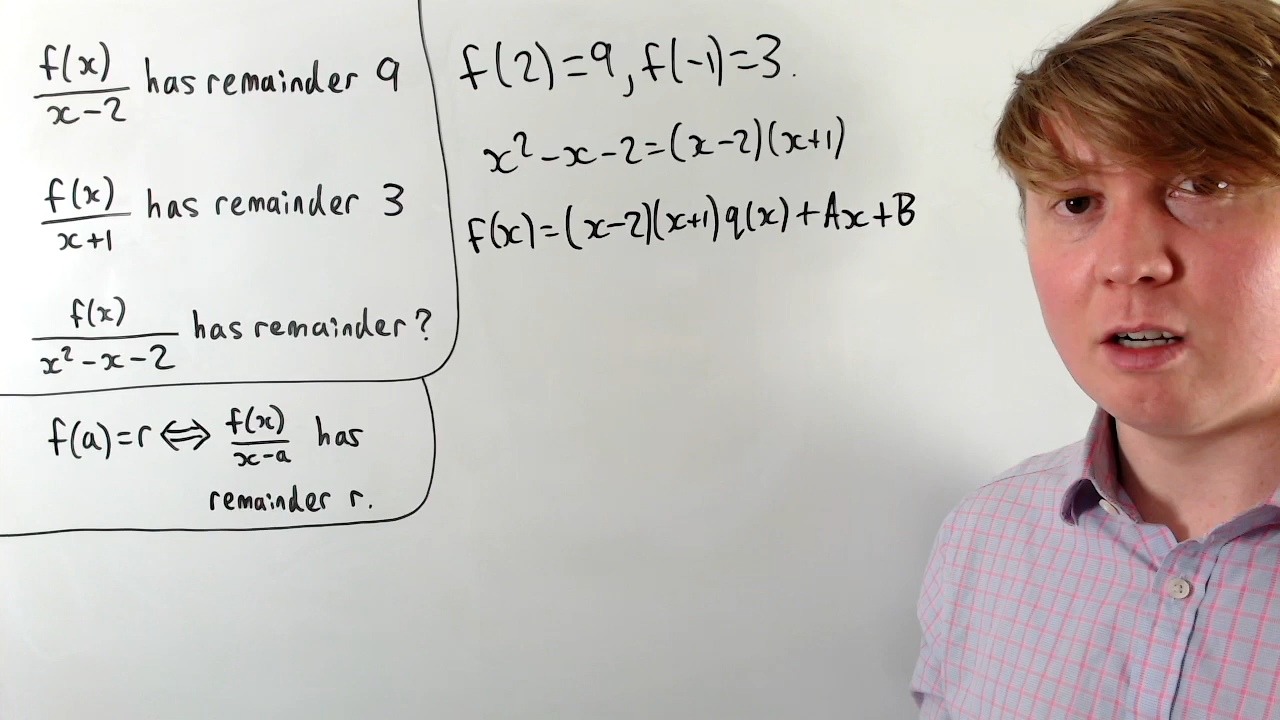 f(x)/(x-2) has remainder 9
f(x)/(x+1) has remainder 3
f(x)/(x²-x-2) has remainder?
f(a)=r ⟺ f(x)/(x-a) has
remainder r.
f(2)=9, f(-1)=3.
x²-x-2=(x-2)(x+1)
f(x)=(x-2)(x+1)q(x)+Ax+B